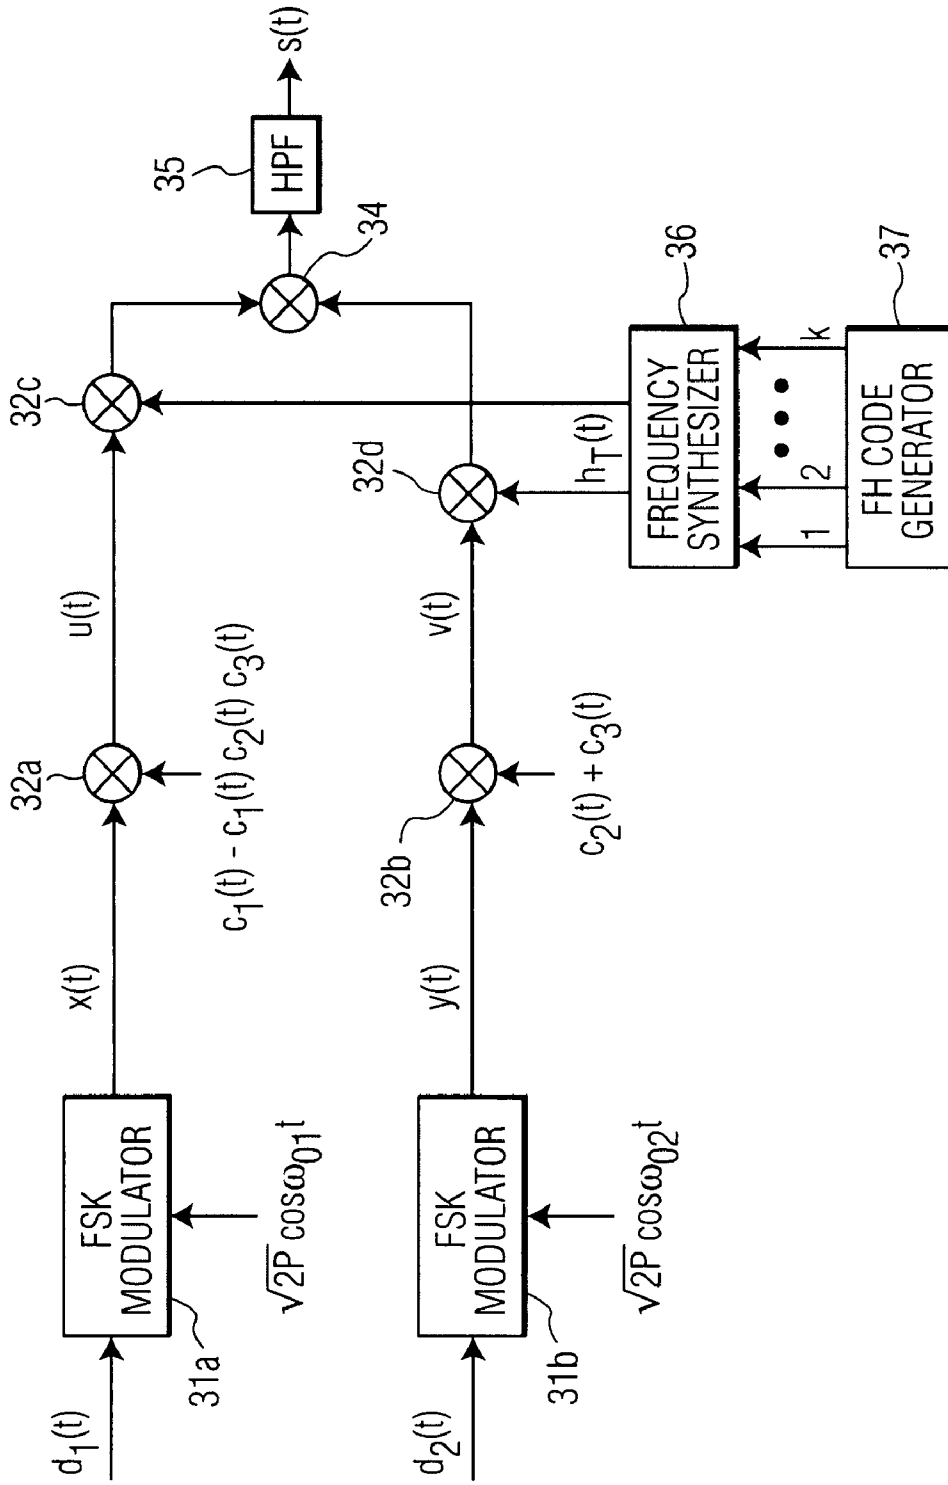 d1(t)
FSK
MODULATOR
31a
√2P cosω01t
x(t)
32a
c1(t) - c1(t) c2(t) c3(t)
u(t)
32c
d2(t)
FSK
MODULATOR
31b
√2P cosω02t
y(t)
32b
c2(t) + c3(t)
v(t)
32d
34
35
HPF
s(t)
hT(t)
FREQUENCY
SYNTHESIZER
36
1
2
k
FH CODE
GENERATOR
37